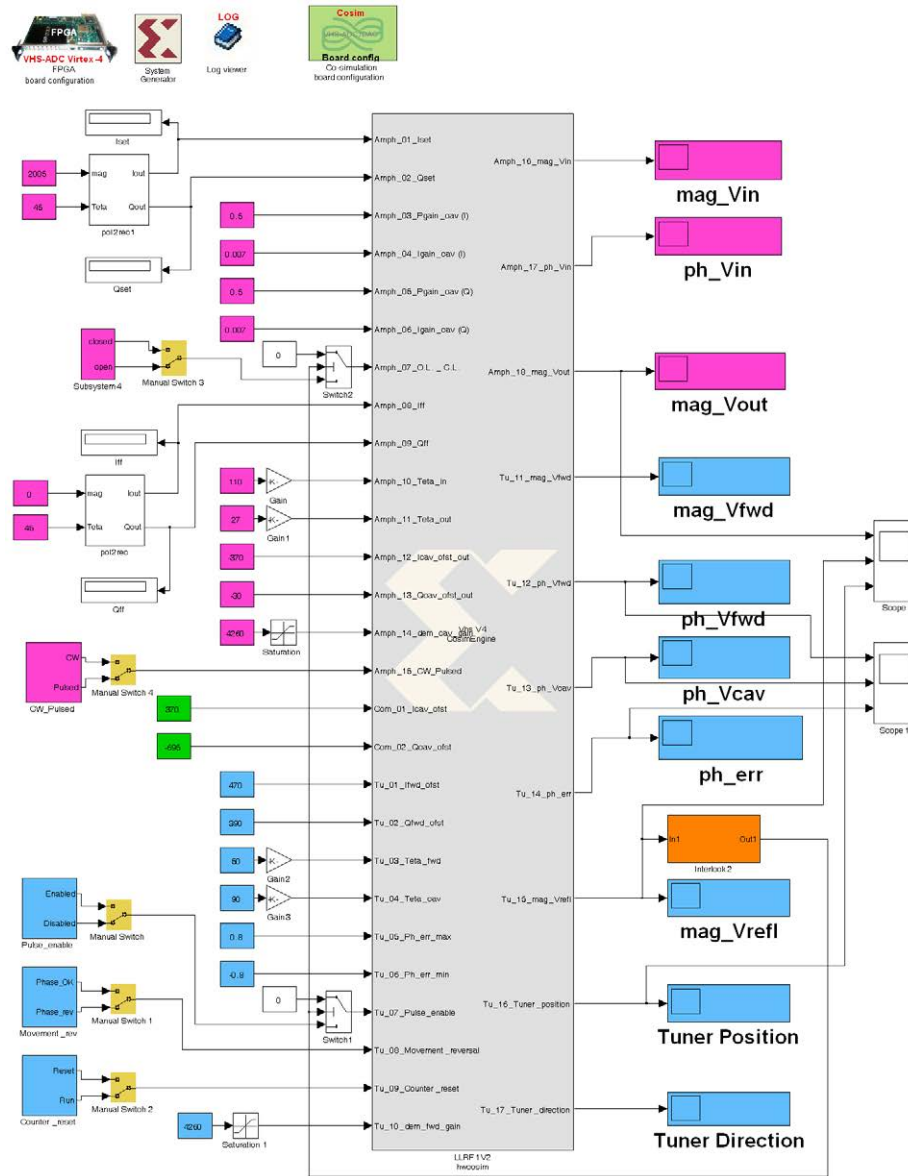 FPGA
VHS-ADC Virtex-4
FPGA
board configuration
System
Generator
LOG
Log viewer
Cosim
Board config
Co-simulation
board configuration
Iset
2005
mag
Iout
45
Teta
Qout
pol2rec1
Qset
0.5
0.007
0.5
0.007
closed
open
Subsystem4
Manual Switch 3
0
Switch2
Iff
0
mag
Iout
45
Teta
Qout
pol2rec
Qff
110
-K-
Gain
27
-K-
Gain1
-370
-30
4260
Saturation
CW
Pulsed
CW_Pulsed
Manual Switch 4
370
-695
470
390
60
-K-
Gain2
90
-K-
Gain3
0.8
-0.8
Enabled
Disabled
Pulse_enable
Manual Switch
Phase_OK
Phase_rev
Movement_rev
Manual Switch 1
0
Switch1
Reset
Run
Counter_reset
Manual Switch 2
4260
Saturation 1
Amph_01_Iset
Amph_02_Qset
Amph_03_Pgain_cav (I)
Amph_04_Igain_cav (I)
Amph_05_Pgain_cav (Q)
Amph_06_Igain_cav (Q)
Amph_07_O.L._C.L.
Amph_08_Iff
Amph_09_Qff
Amph_10_Teta_in
Amph_11_Teta_out
Amph_12_Icav_ofst_out
Amph_13_Qcav_ofst_out
Amph_14_dem_cav_gain
Amph_15_CW_Pulsed
Com_01_Icav_ofst
Com_02_Qcav_ofst
Tu_01_Ifwd_ofst
Tu_02_Qfwd_ofst
Tu_03_Teta_fwd
Tu_04_Teta_cav
Tu_05_Ph_err_max
Tu_06_Ph_err_min
Tu_07_Pulse_enable
Tu_08_Movement_reversal
Tu_09_Counter_reset
Tu_10_dem_fwd_gain
Vhs V4
CosimEngine
Amph_16_mag_Vin
Amph_17_ph_Vin
Amph_18_mag_Vout
Tu_11_mag_Vfwd
Tu_12_ph_Vfwd
Tu_13_ph_Vcav
Tu_14_ph_err
Tu_15_mag_Vrefl
Tu_16_Tuner_position
Tu_17_Tuner_direction
LLRF 1V2
hwcosim
mag_Vin
ph_Vin
mag_Vout
mag_Vfwd
ph_Vfwd
ph_Vcav
ph_err
In1
Out1
Interlock2
mag_Vrefl
Tuner Position
Tuner Direction
Scope
Scope 1